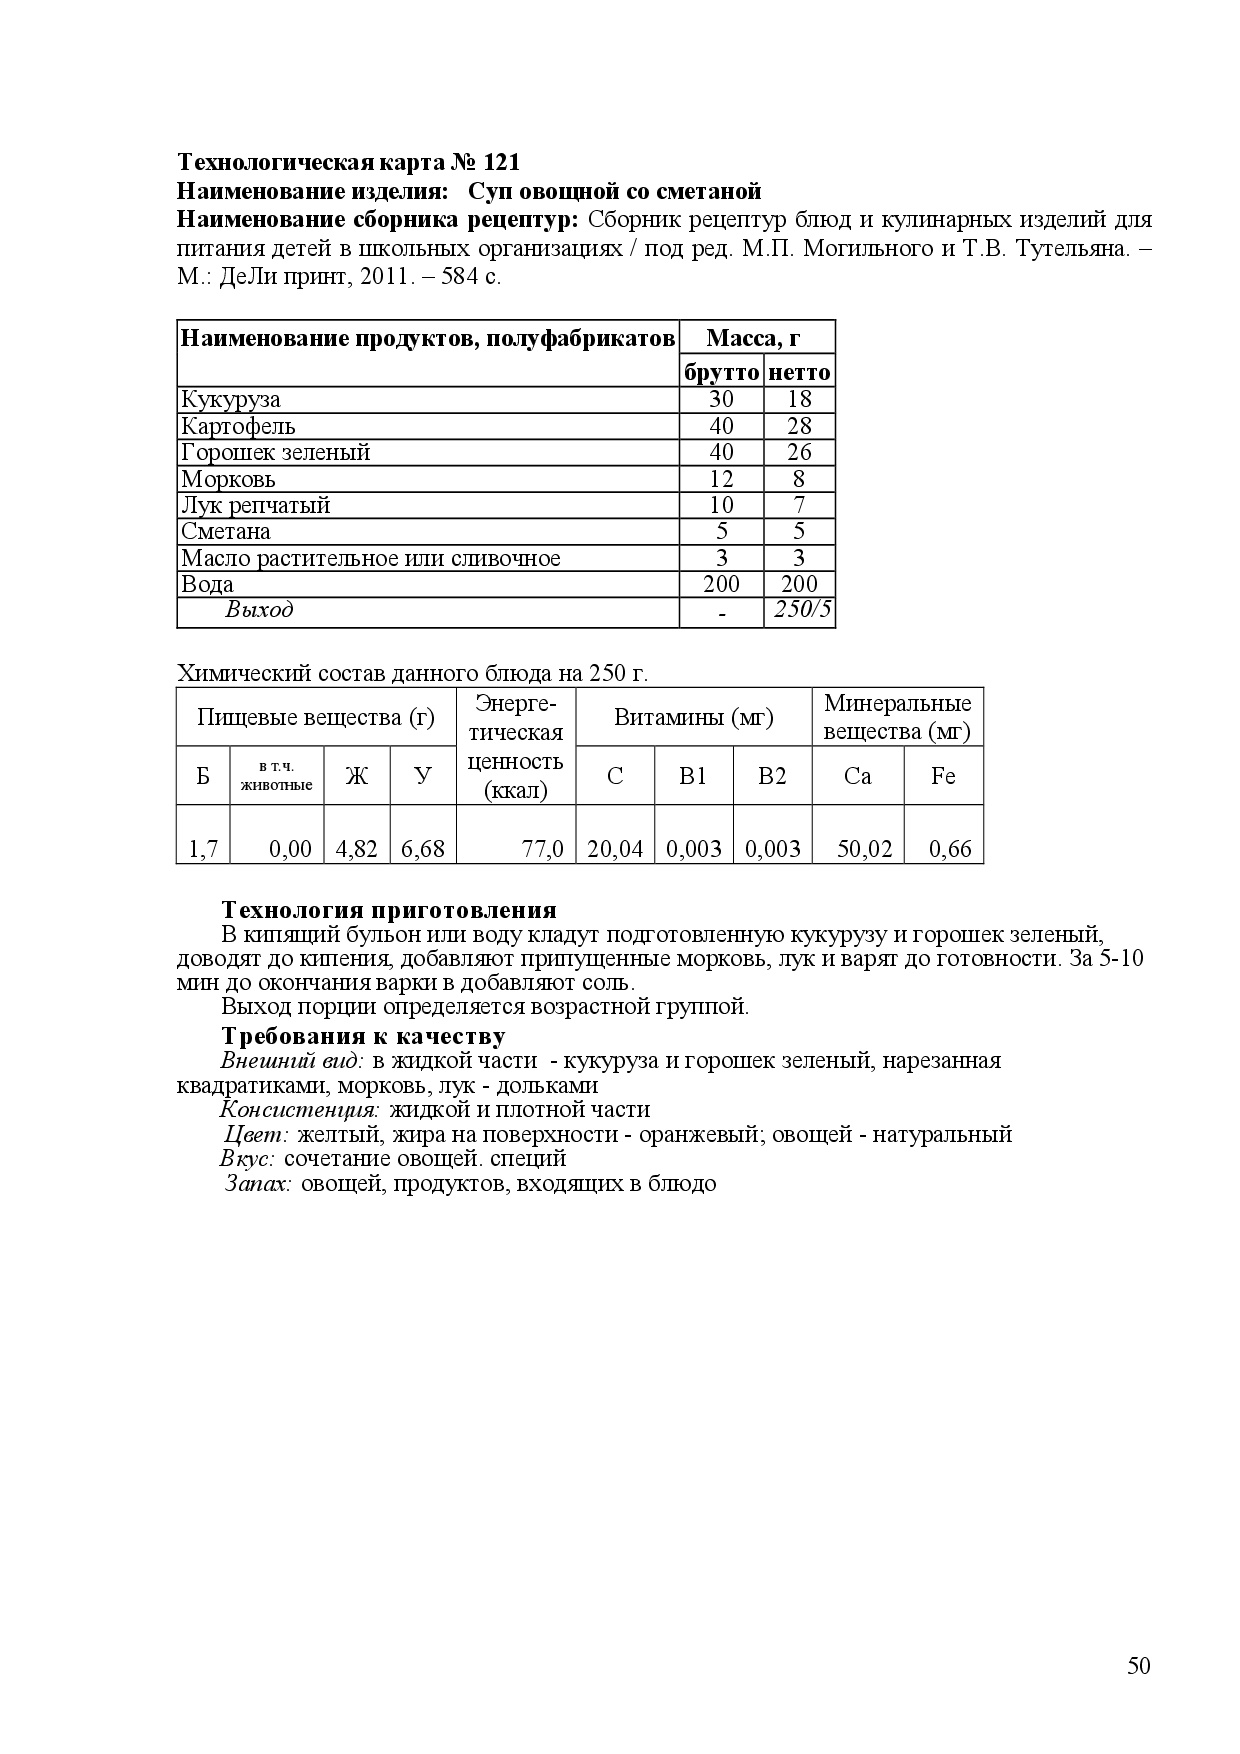 Технологическая карта № 121
Наименование изделия: Суп овощной со сметаной
Наименование сборника рецептур: Сборник рецептур блюд и кулинарных изделий для
питания детей в школьных организациях / под ред. М.П. Могильного и Т.В. Тутельяна. –
М.: ДеЛи принт, 2011. – 584 с.
Наименование продуктов, полуфабрикатов Масса, г
брутто нетто
Кукуруза 30 18
Картофель 40 28
Горошек зеленый 40 26
Морковь 12 8
Лук репчатый 10 7
Сметана 5 5
Масло растительное или сливочное 3 3
Вода 200 200
Выход - 250/5
Химический состав данного блюда на 250 г.
Пищевые вещества (г) Энерге-тическая ценность (ккал) Витамины (мг) Минеральные вещества (мг)
Б в т.ч. животные Ж У С В1 В2 Са Fe
1,7 0,00 4,82 6,68 77,0 20,04 0,003 0,003 50,02 0,66
Технология приготовления
В кипящий бульон или воду кладут подготовленную кукурузу и горошек зеленый,
доводят до кипения, добавляют припущенные морковь, лук и варят до готовности. За 5-10
мин до окончания варки в добавляют соль.
Выход порции определяется возрастной группой.
Требования к качеству
Внешний вид: в жидкой части - кукуруза и горошек зеленый, нарезанная
квадратиками, морковь, лук - дольками
Консистенция: жидкой и плотной части
Цвет: желтый, жира на поверхности - оранжевый; овощей - натуральный
Вкус: сочетание овощей. специй
Запах: овощей, продуктов, входящих в блюдо
50